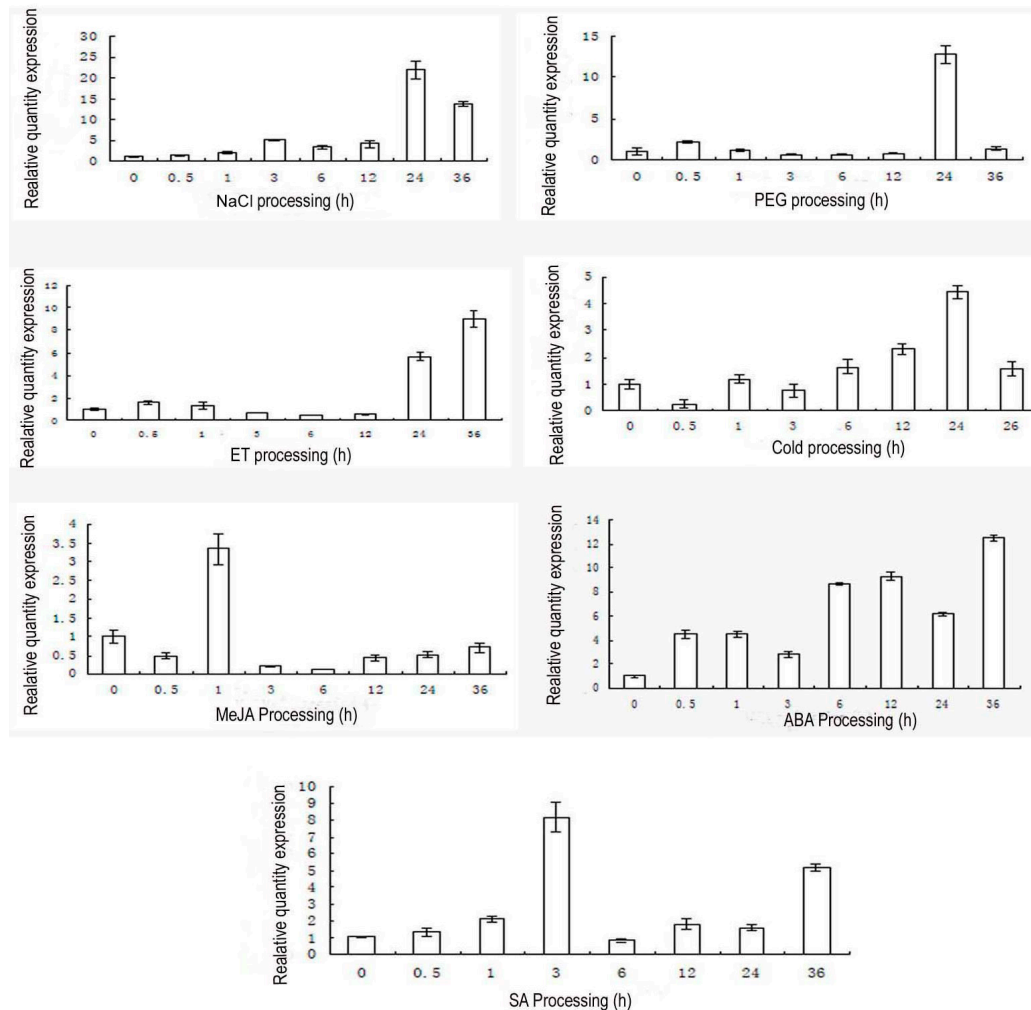 Realative quantity expression
30
25
20
15
10
5
0
0 0.5 1 3 6 12 24 36
NaCl processing (h)
Realative quantity expression
15
10
5
0
0 0.5 1 3 6 12 24 36
PEG processing (h)
Realative quantity expression
12
10
8
6
4
2
0
0 0.5 1 3 6 12 24 36
ET processing (h)
Realative quantity expression
5
4
3
2
1
0
0 0.5 1 3 6 12 24 26
Cold processing (h)
Realative quantity expression
4
3.5
3
2.5
2
1.5
1
0.5
0
0 0.5 1 3 6 12 24 36
MeJA Processing (h)
Realative quantity expression
14
12
10
8
6
4
2
0
0 0.5 1 3 6 12 24 36
ABA Processing (h)
Realative quantity expression
10
9
8
7
6
5
4
3
2
1
0
0 0.5 1 3 6 12 24 36
SA Processing (h)